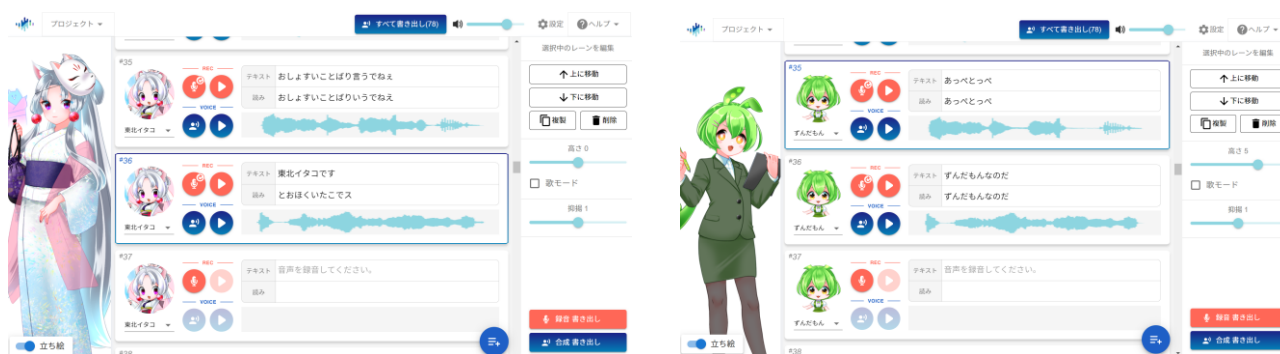 プロジェクト
すべて書き出し(78)
設定
ヘルプ
#35
REC
VOICE
東北イタコ
テキスト
おしょすいことばり言うでねぇ
読み
おしょすいことばりいうでねえ
#36
REC
VOICE
東北イタコ
テキスト
東北イタコです
読み
とおほくいたこでス
#37
REC
VOICE
東北イタコ
テキスト
音声を録音してください。
読み
立ち絵
選択中のレーンを編集
上に移動
下に移動
複製
削除
高さ 0
歌モード
抑揚 1
録音 書き出し
合成 書き出し
プロジェクト
すべて書き出し(78)
設定
ヘルプ
#35
REC
VOICE
ずんだもん
テキスト
あっぺとっぺ
読み
あっぺとっぺ
#36
REC
VOICE
ずんだもん
テキスト
ずんだもんなのだ
読み
ずんだもんなのだ
#37
REC
VOICE
ずんだもん
テキスト
音声を録音してください。
読み
#38
立ち絵
選択中のレーンを編集
上に移動
下に移動
複製
削除
高さ 5
歌モード
抑揚 1
録音 書き出し
合成 書き出し